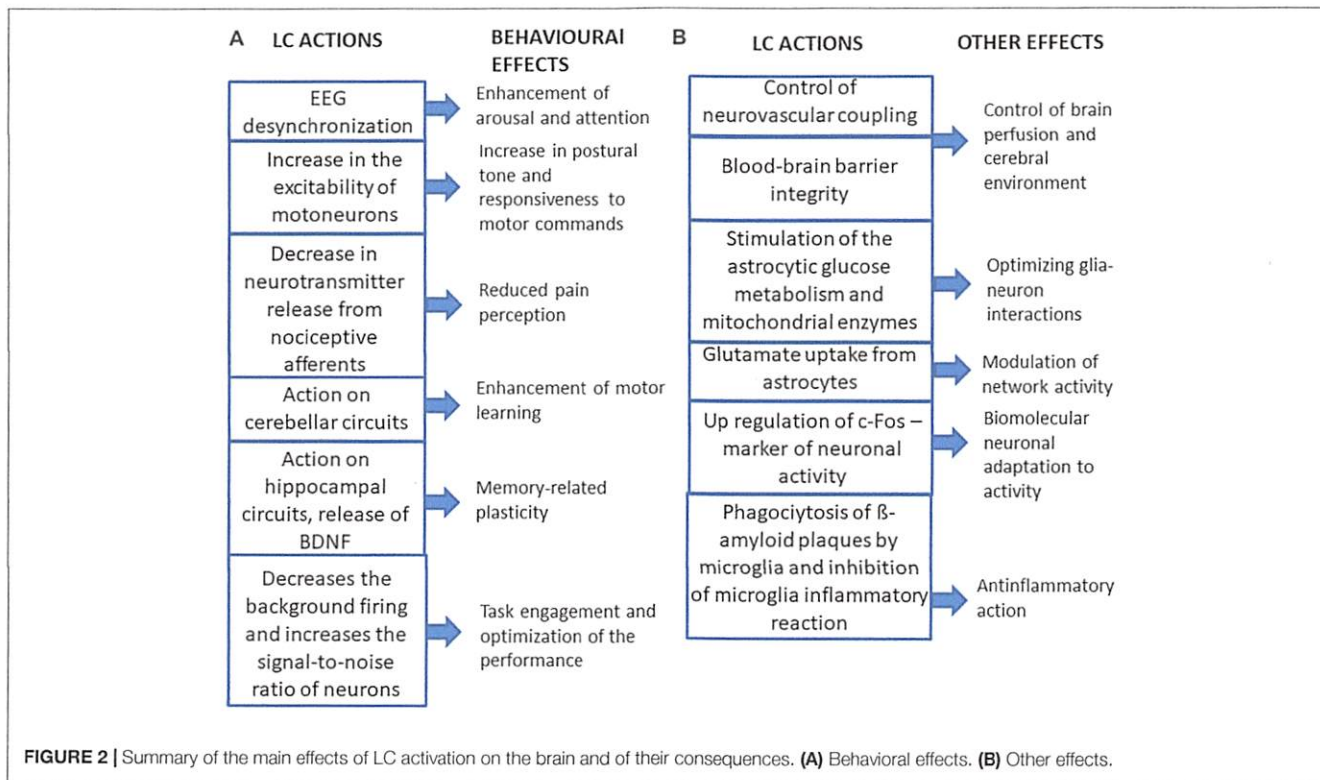 A LC ACTIONS
BEHAVIOURAI
EFFECTS
EEG
desynchronization
Enhancement of
arousal and attention
Increase in the
excitability of
motoneurons
Increase in postural
tone and
responsiveness to
motor commands
Decrease in
neurotransmitter
release from
nociceptive
afferents
Reduced pain
perception
Action on
cerebellar circuits
Enhancement of motor
learning
Action on
hippocampal
circuits, release of
BDNF
Memory-related
plasticity
Decreases the
background firing
and increases the
signal-to-noise
ratio of neurons
Task engagement and
optimization of the
performance
B LC ACTIONS
OTHER EFFECTS
Control of
neurovascular coupling
Blood-brain barrier
integrity
Control of brain
perfusion and
cerebral
environment
Stimulation of the
astrocytic glucose
metabolism and
mitochondrial enzymes
Optimizing glia-
neuron
interactions
Glutamate uptake from
astrocytes
Modulation of
network activity
Up regulation of c-Fos –
marker of neuronal
activity
Biomolecular
neuronal
adaptation to
activity
Phagociytosis of ß-
amyloid plaques by
microglia and inhibition
of microglia inflammatory
reaction
Antinflammatory
action
FIGURE 2 | Summary of the main effects of LC activation on the brain and of their consequences. (A) Behavioral effects. (B) Other effects.